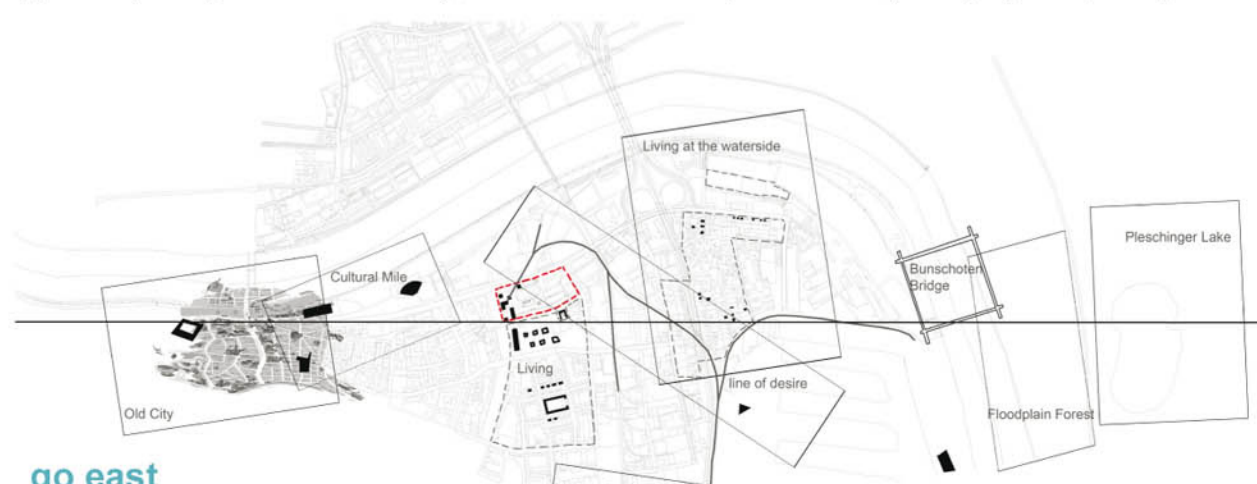 Living at the waterside
Pleschinger Lake
Bunschoten
Bridge
Cultural Mile
Living
line of desire
Old City
Floodplain Forest
go east